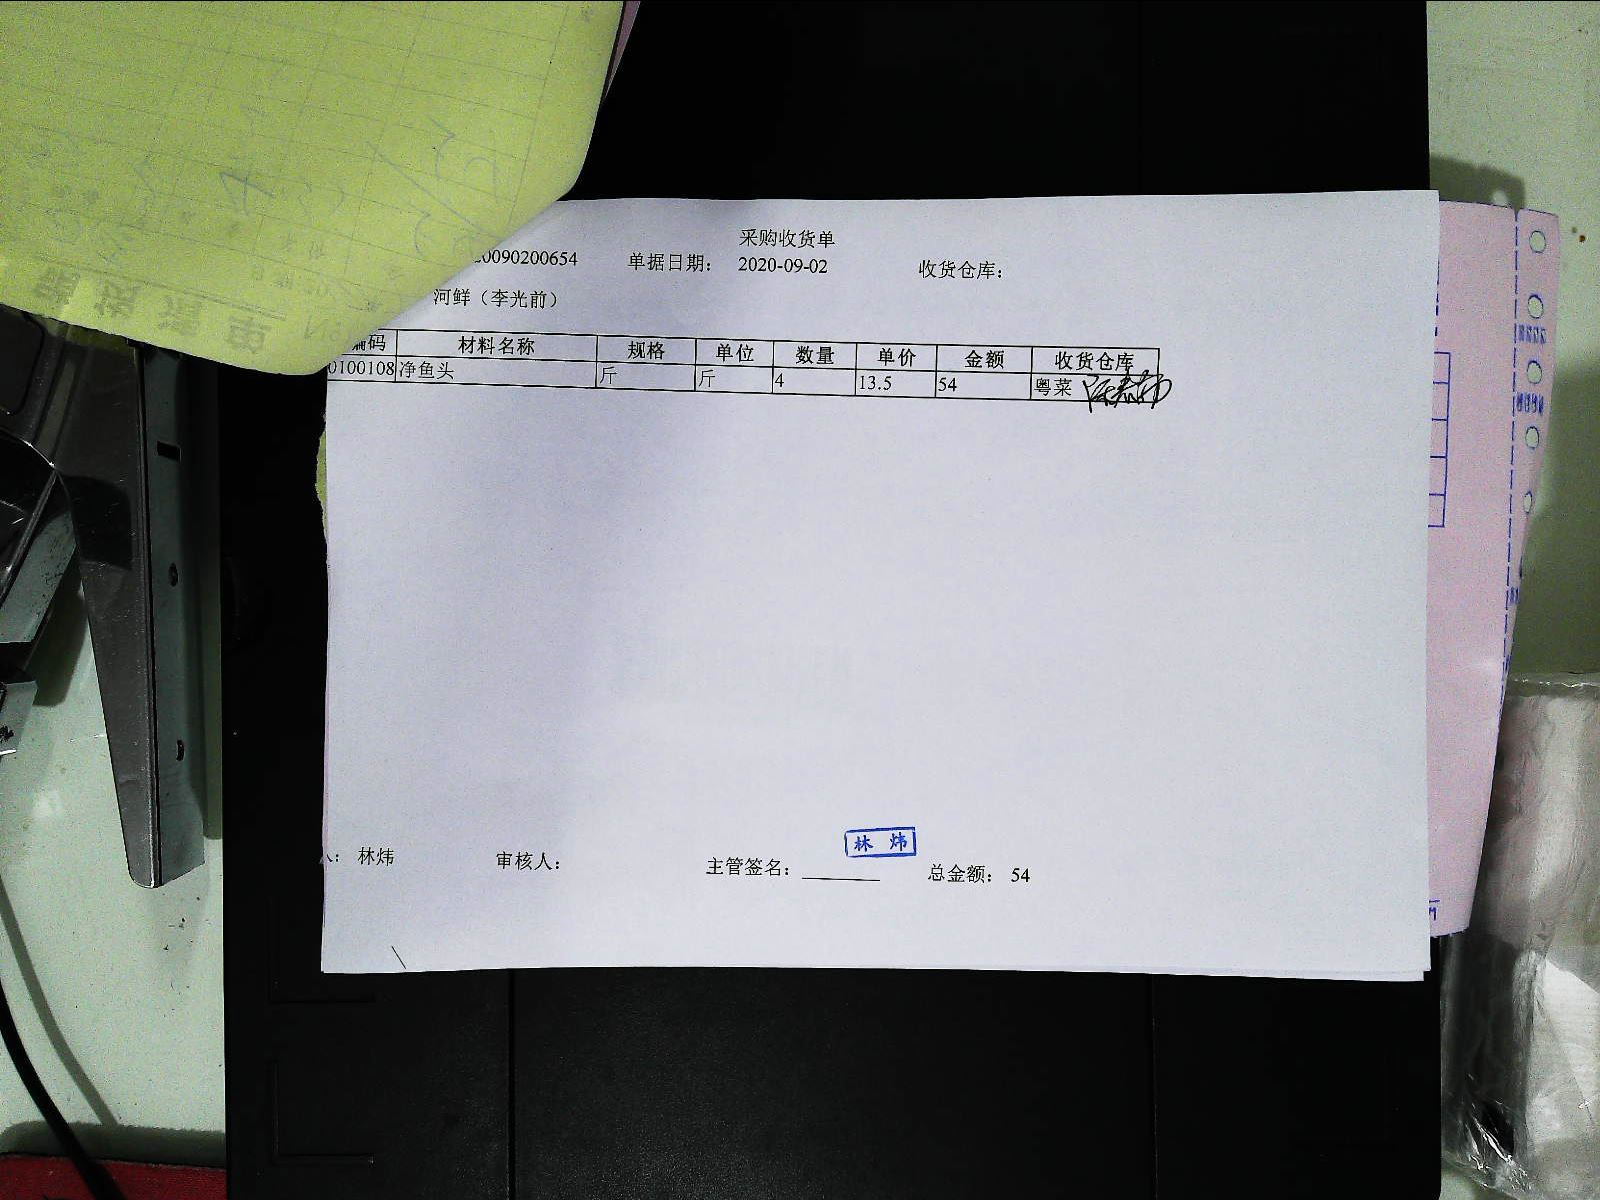 采购收货单
0090200654 单据日期： 2020-09-02 收货仓库：
河鲜（李光前）
编码 材料名称 规格 单位 数量 单价 金额 收货仓库
0100108 净鱼头 斤 斤 4 13.5 54 粤菜
林 炜
林炜 审核人： 主管签名： 总金额： 54